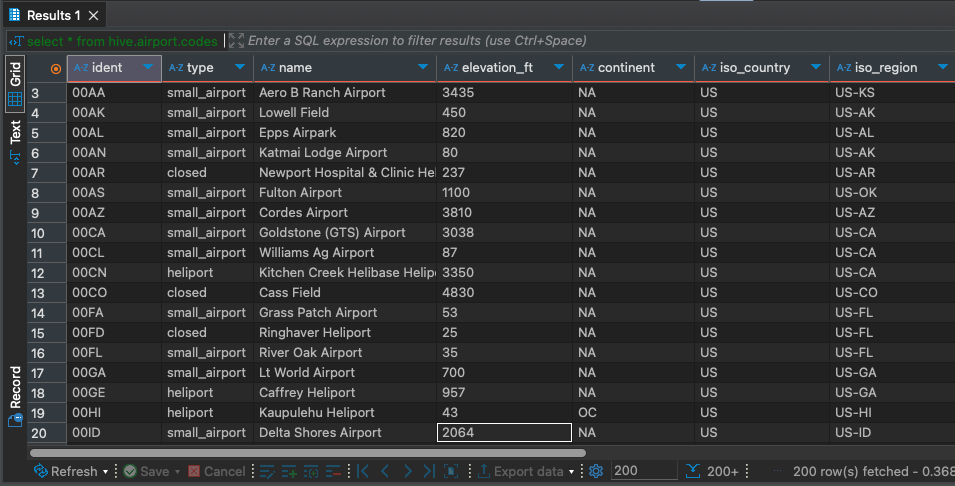 Results 1
select * from hive.airport.codes Enter a SQL expression to filter results (use Ctrl+Space)
Grid
Text
Record
A-Z ident A-Z type A-Z name A-Z elevation_ft A-Z continent A-Z iso_country A-Z iso_region
3 00AA small_airport Aero B Ranch Airport 3435 NA US US-KS
4 00AK small_airport Lowell Field 450 NA US US-AK
5 00AL small_airport Epps Airpark 820 NA US US-AL
6 00AN small_airport Katmai Lodge Airport 80 NA US US-AK
7 00AR closed Newport Hospital & Clinic Hel 237 NA US US-AR
8 00AS small_airport Fulton Airport 1100 NA US US-OK
9 00AZ small_airport Cordes Airport 3810 NA US US-AZ
10 00CA small_airport Goldstone (GTS) Airport 3038 NA US US-CA
11 00CL small_airport Williams Ag Airport 87 NA US US-CA
12 00CN heliport Kitchen Creek Helibase Helipo 3350 NA US US-CA
13 00CO closed Cass Field 4830 NA US US-CO
14 00FA small_airport Grass Patch Airport 53 NA US US-FL
15 00FD closed Ringhaver Heliport 25 NA US US-FL
16 00FL small_airport River Oak Airport 35 NA US US-FL
17 00GA small_airport Lt World Airport 700 NA US US-GA
18 00GE heliport Caffrey Heliport 957 NA US US-GA
19 00HI heliport Kaupulehu Heliport 43 OC US US-HI
20 00ID small_airport Delta Shores Airport 2064 NA US US-ID
Refresh Save Cancel Export data 200 200+ 200 row(s) fetched - 0.368